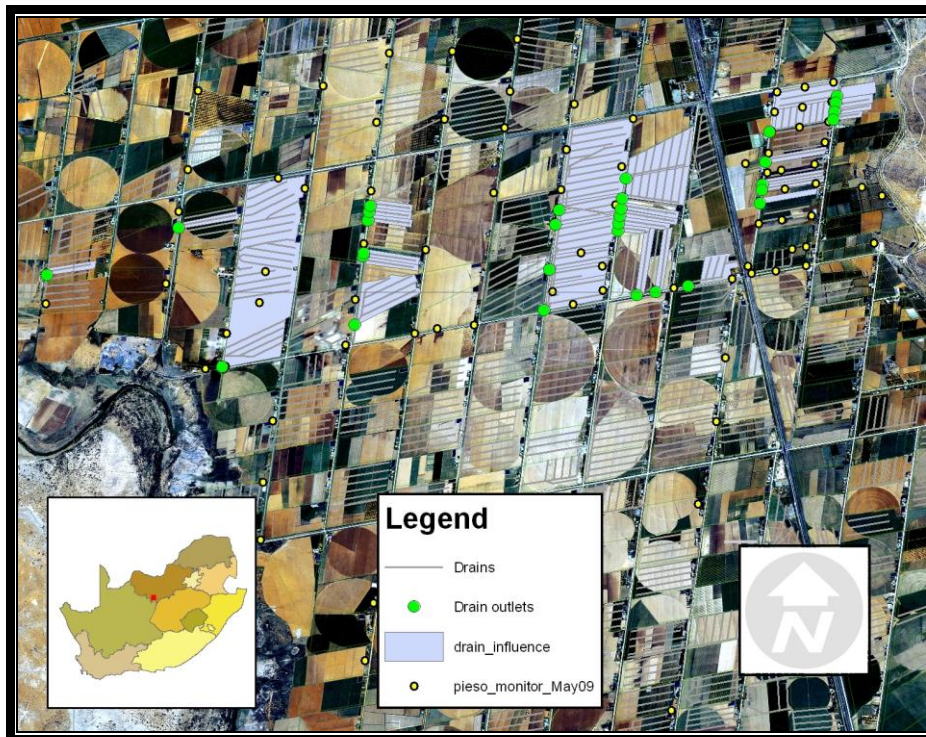 Legend
Drains
Drain outlets
drain_influence
pieso_monitor_May09
N